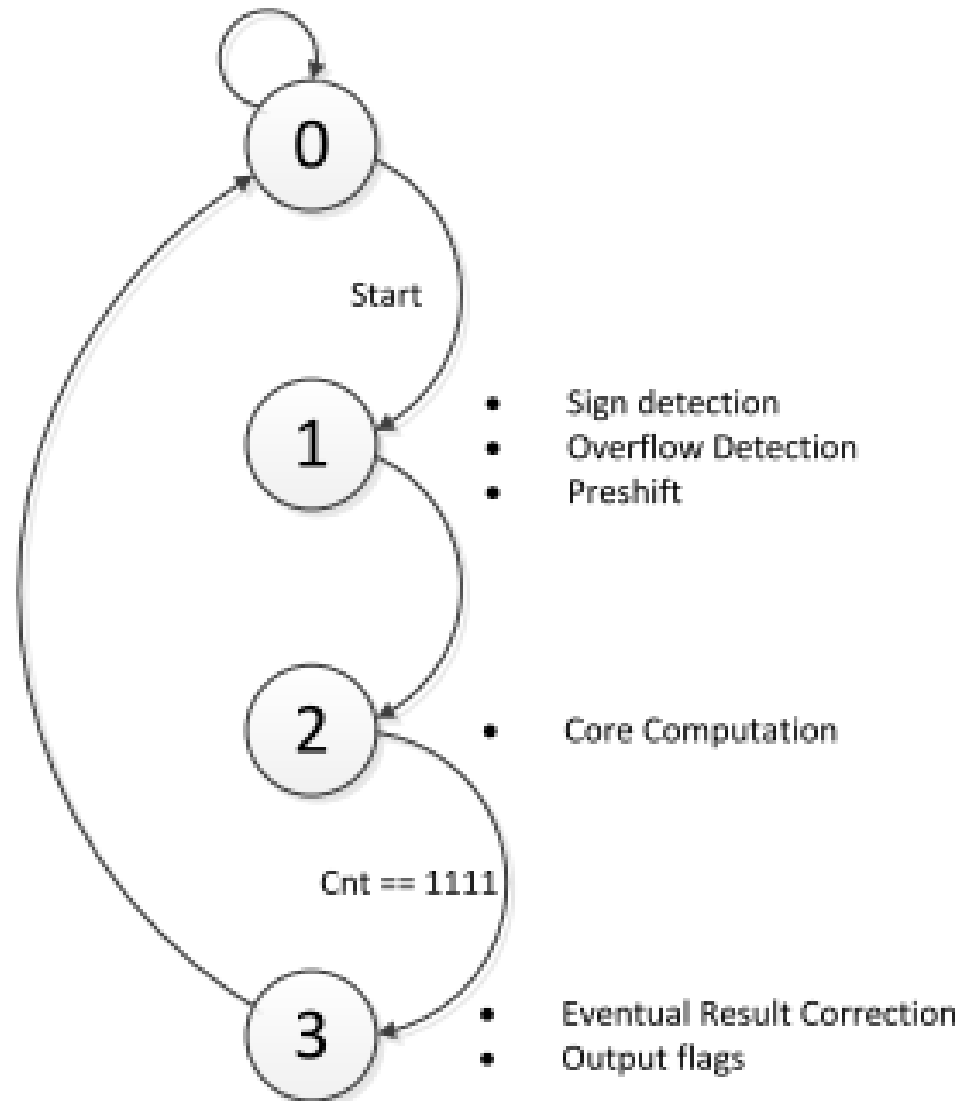 0
Start
1
• Sign detection
• Overflow Detection
• Preshift
2
• Core Computation
Cnt == 1111
3
• Eventual Result Correction
• Output flags